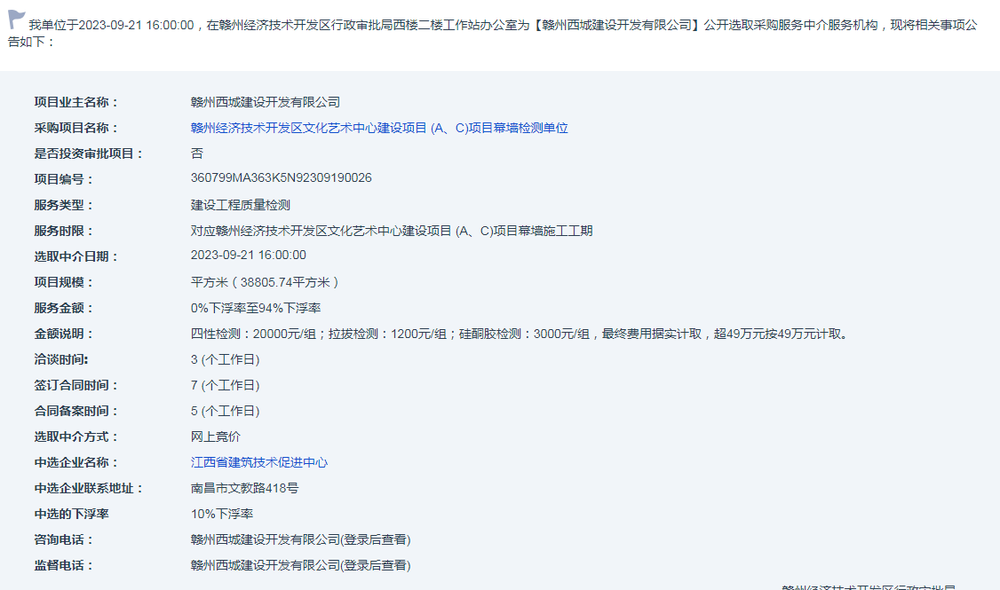 我单位于2023-09-21 16:00:00，在赣州经济技术开发区行政审批局西楼二楼工作站办公室为【赣州西城建设开发有限公司】公开选取采购服务中介服务机构，现将相关事项公
告如下：
项目业主名称： 赣州西城建设开发有限公司
采购项目名称： 赣州经济技术开发区文化艺术中心建设项目 (A、C)项目幕墙检测单位
是否投资审批项目： 否
项目编号： 360799MA363K5N92309190026
服务类型： 建设工程质量检测
服务时限： 对应赣州经济技术开发区文化艺术中心建设项目 (A、C)项目幕墙施工工期
选取中介日期： 2023-09-21 16:00:00
项目规模： 平方米（38805.74平方米）
服务金额： 0%下浮率至94%下浮率
金额说明： 四性检测：20000元/组；拉拔检测：1200元/组；硅酮胶检测：3000元/组，最终费用据实计取，超49万元按49万元计取。
洽谈时间: 3 (个工作日)
签订合同时间： 7 (个工作日)
合同备案时间： 5 (个工作日)
选取中介方式： 网上竞价
中选企业名称： 江西省建筑技术促进中心
中选企业联系地址： 南昌市文教路418号
中选的下浮率 10%下浮率
咨询电话： 赣州西城建设开发有限公司(登录后查看)
监督电话： 赣州西城建设开发有限公司(登录后查看)
赣州经济技术开发区行政审批局